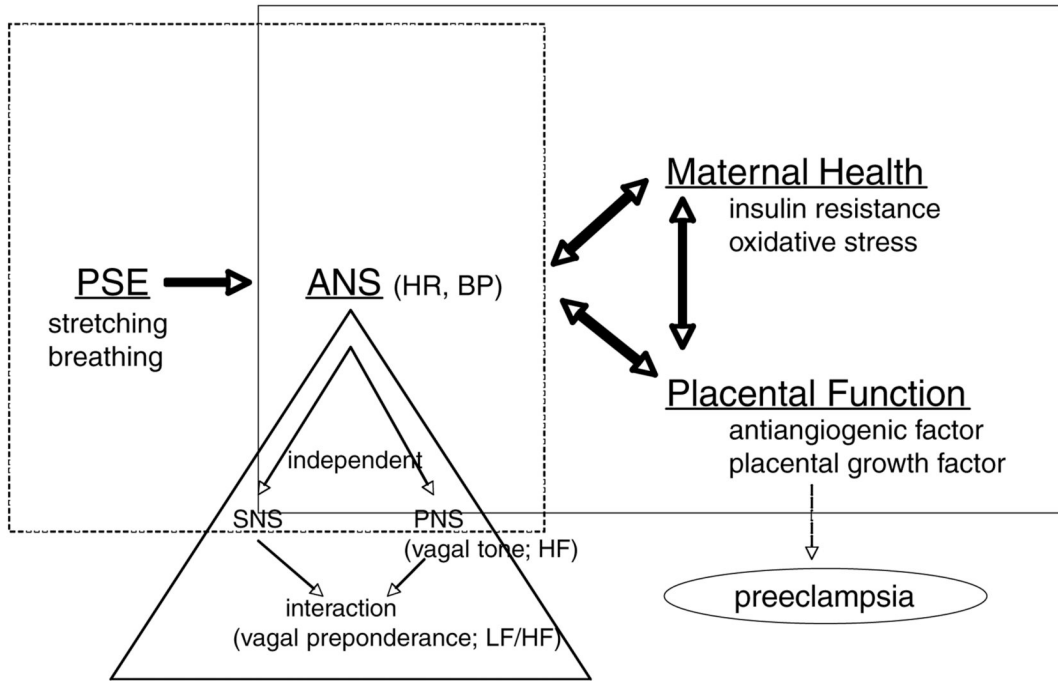 PSE
stretching
breathing
ANS (HR, BP)
independent
SNS
PNS
(vagal tone; HF)
interaction
(vagal preponderance; LF/HF)
Maternal Health
insulin resistance
oxidative stress
Placental Function
antiangiogenic factor
placental growth factor
preeclampsia